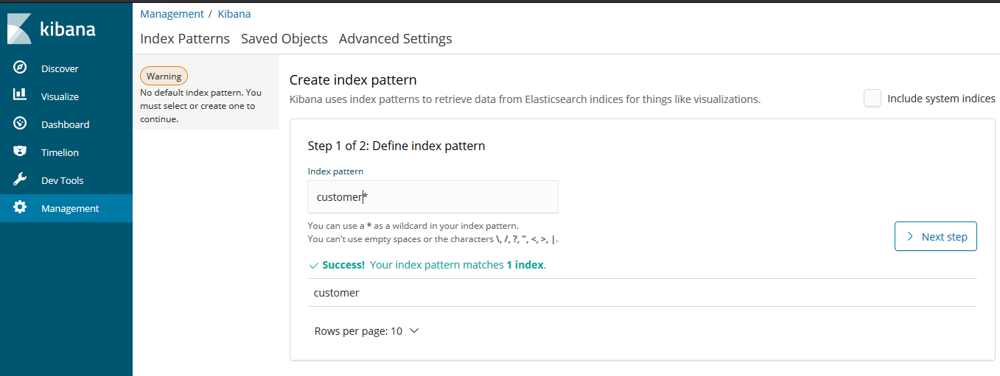 kibana
Discover
Visualize
Dashboard
Timelion
Dev Tools
Management
Management / Kibana
Index Patterns Saved Objects Advanced Settings
Warning
No default index pattern. You
must select or create one to
continue.
Create index pattern
Kibana uses index patterns to retrieve data from Elasticsearch indices for things like visualizations.
Include system indices
Step 1 of 2: Define index pattern
Index pattern
customer*
You can use a * as a wildcard in your index pattern.
You can't use empty spaces or the characters \, /, ?, ", <, >, |.
Next step
Success! Your index pattern matches 1 index.
customer
Rows per page: 10